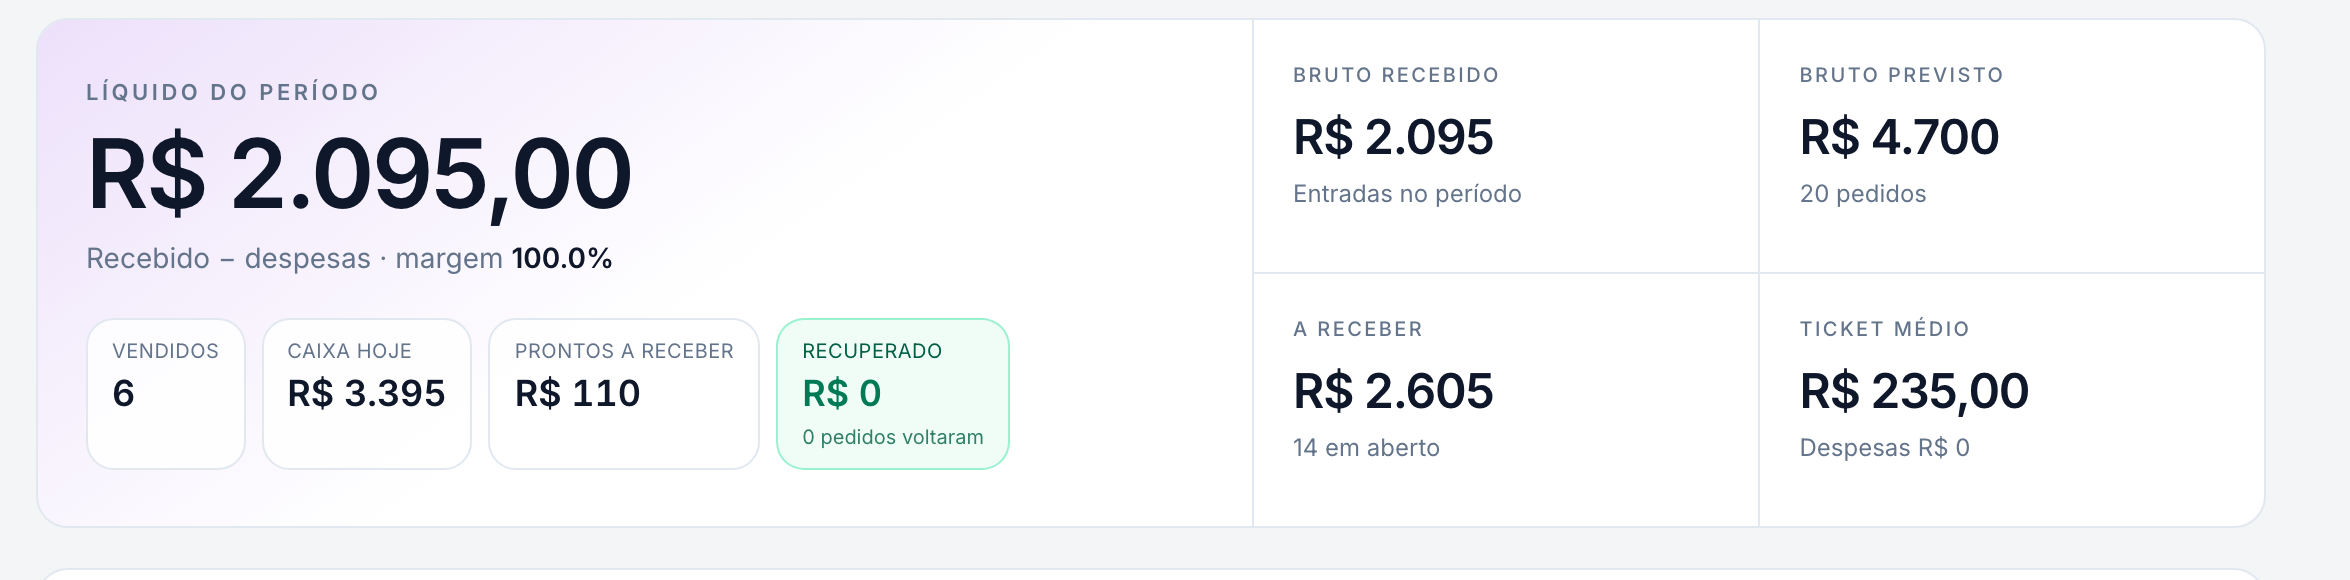 LÍQUIDO DO PERÍODO
R$ 2.095,00
Recebido – despesas · margem 100.0%
VENDIDOS
6
CAIXA HOJE
R$ 3.395
PRONTOS A RECEBER
R$ 110
RECUPERADO
R$ 0
0 pedidos voltaram
BRUTO RECEBIDO
R$ 2.095
Entradas no período
BRUTO PREVISTO
R$ 4.700
20 pedidos
A RECEBER
R$ 2.605
14 em aberto
TICKET MÉDIO
R$ 235,00
Despesas R$ 0